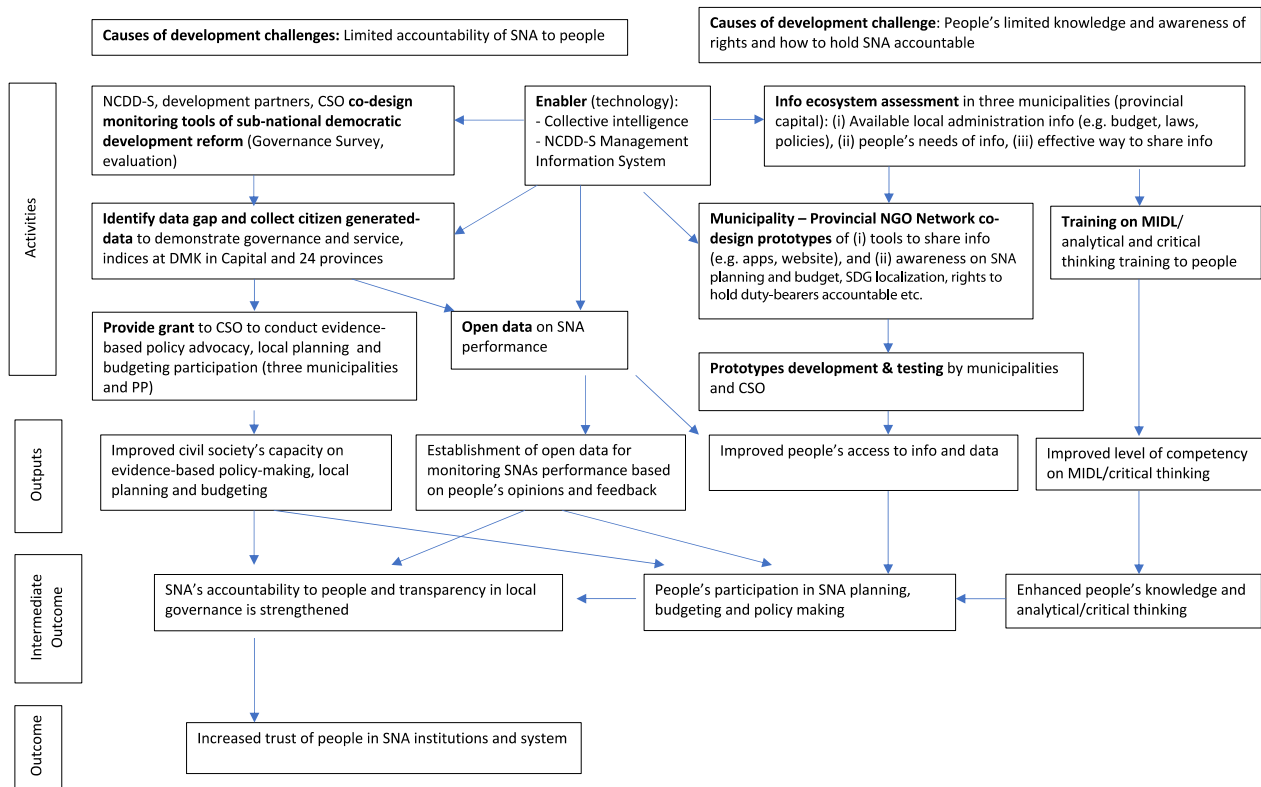 Causes of development challenges: Limited accountability of SNA to people
Causes of development challenge: People's limited knowledge and awareness of
rights and how to hold SNA accountable
Activities
NCDD-S, development partners, CSO co-design
monitoring tools of sub-national democratic
development reform (Governance Survey,
evaluation)
Enabler (technology):
- Collective intelligence
- NCDD-S Management
Information System
Info ecosystem assessment in three municipalities (provincial
capital): (i) Available local administration info (e.g. budget, laws,
policies), (ii) people's needs of info, (iii) effective way to share info
Identify data gap and collect citizen generated-
data to demonstrate governance and service,
indices at DMK in Capital and 24 provinces
Municipality – Provincial NGO Network co-
design prototypes of (i) tools to share info
(e.g. apps, website), and (ii) awareness on SNA
planning and budget, SDG localization, rights to
hold duty-bearers accountable etc.
Training on MIDL/
analytical and critical
thinking training to people
Provide grant to CSO to conduct evidence-
based policy advocacy, local planning and
budgeting participation (three municipalities
and PP)
Open data on SNA
performance
Prototypes development & testing by municipalities
and CSO
Outputs
Improved civil society's capacity on
evidence-based policy-making, local
planning and budgeting
Establishment of open data for
monitoring SNAs performance based
on people's opinions and feedback
Improved people's access to info and data
Improved level of competency
on MIDL/critical thinking
Intermediate
Outcome
SNA's accountability to people and transparency in local
governance is strengthened
People's participation in SNA planning,
budgeting and policy making
Enhanced people's knowledge and
analytical/critical thinking
Outcome
Increased trust of people in SNA institutions and system